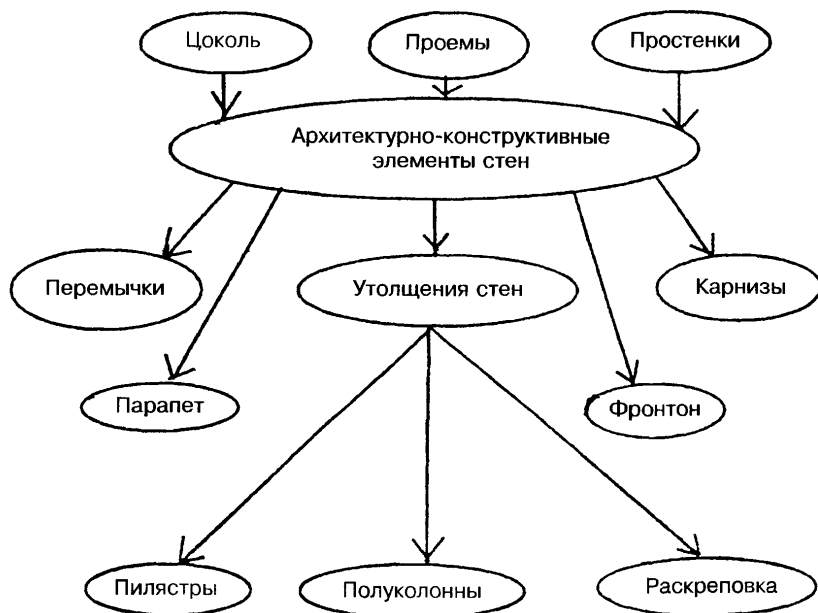 Цоколь
Проемы
Простенки
Архитектурно-конструктивные
элементы стен
Перемычки
Утолщения стен
Карнизы
Парапет
Фронтон
Пилястры
Полуколонны
Раскреповка